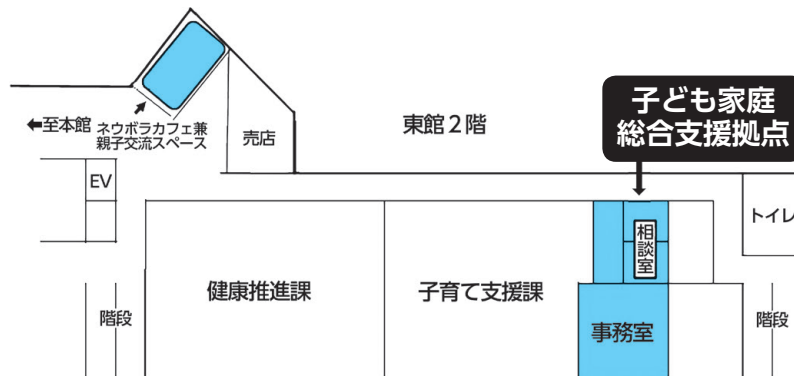 ←至本館
ネウボラカフェ兼
親子交流スペース
売店
東館2階
子ども家庭
総合支援拠点
EV
トイレ
相談室
健康推進課
子育て支援課
事務室
階段
階段